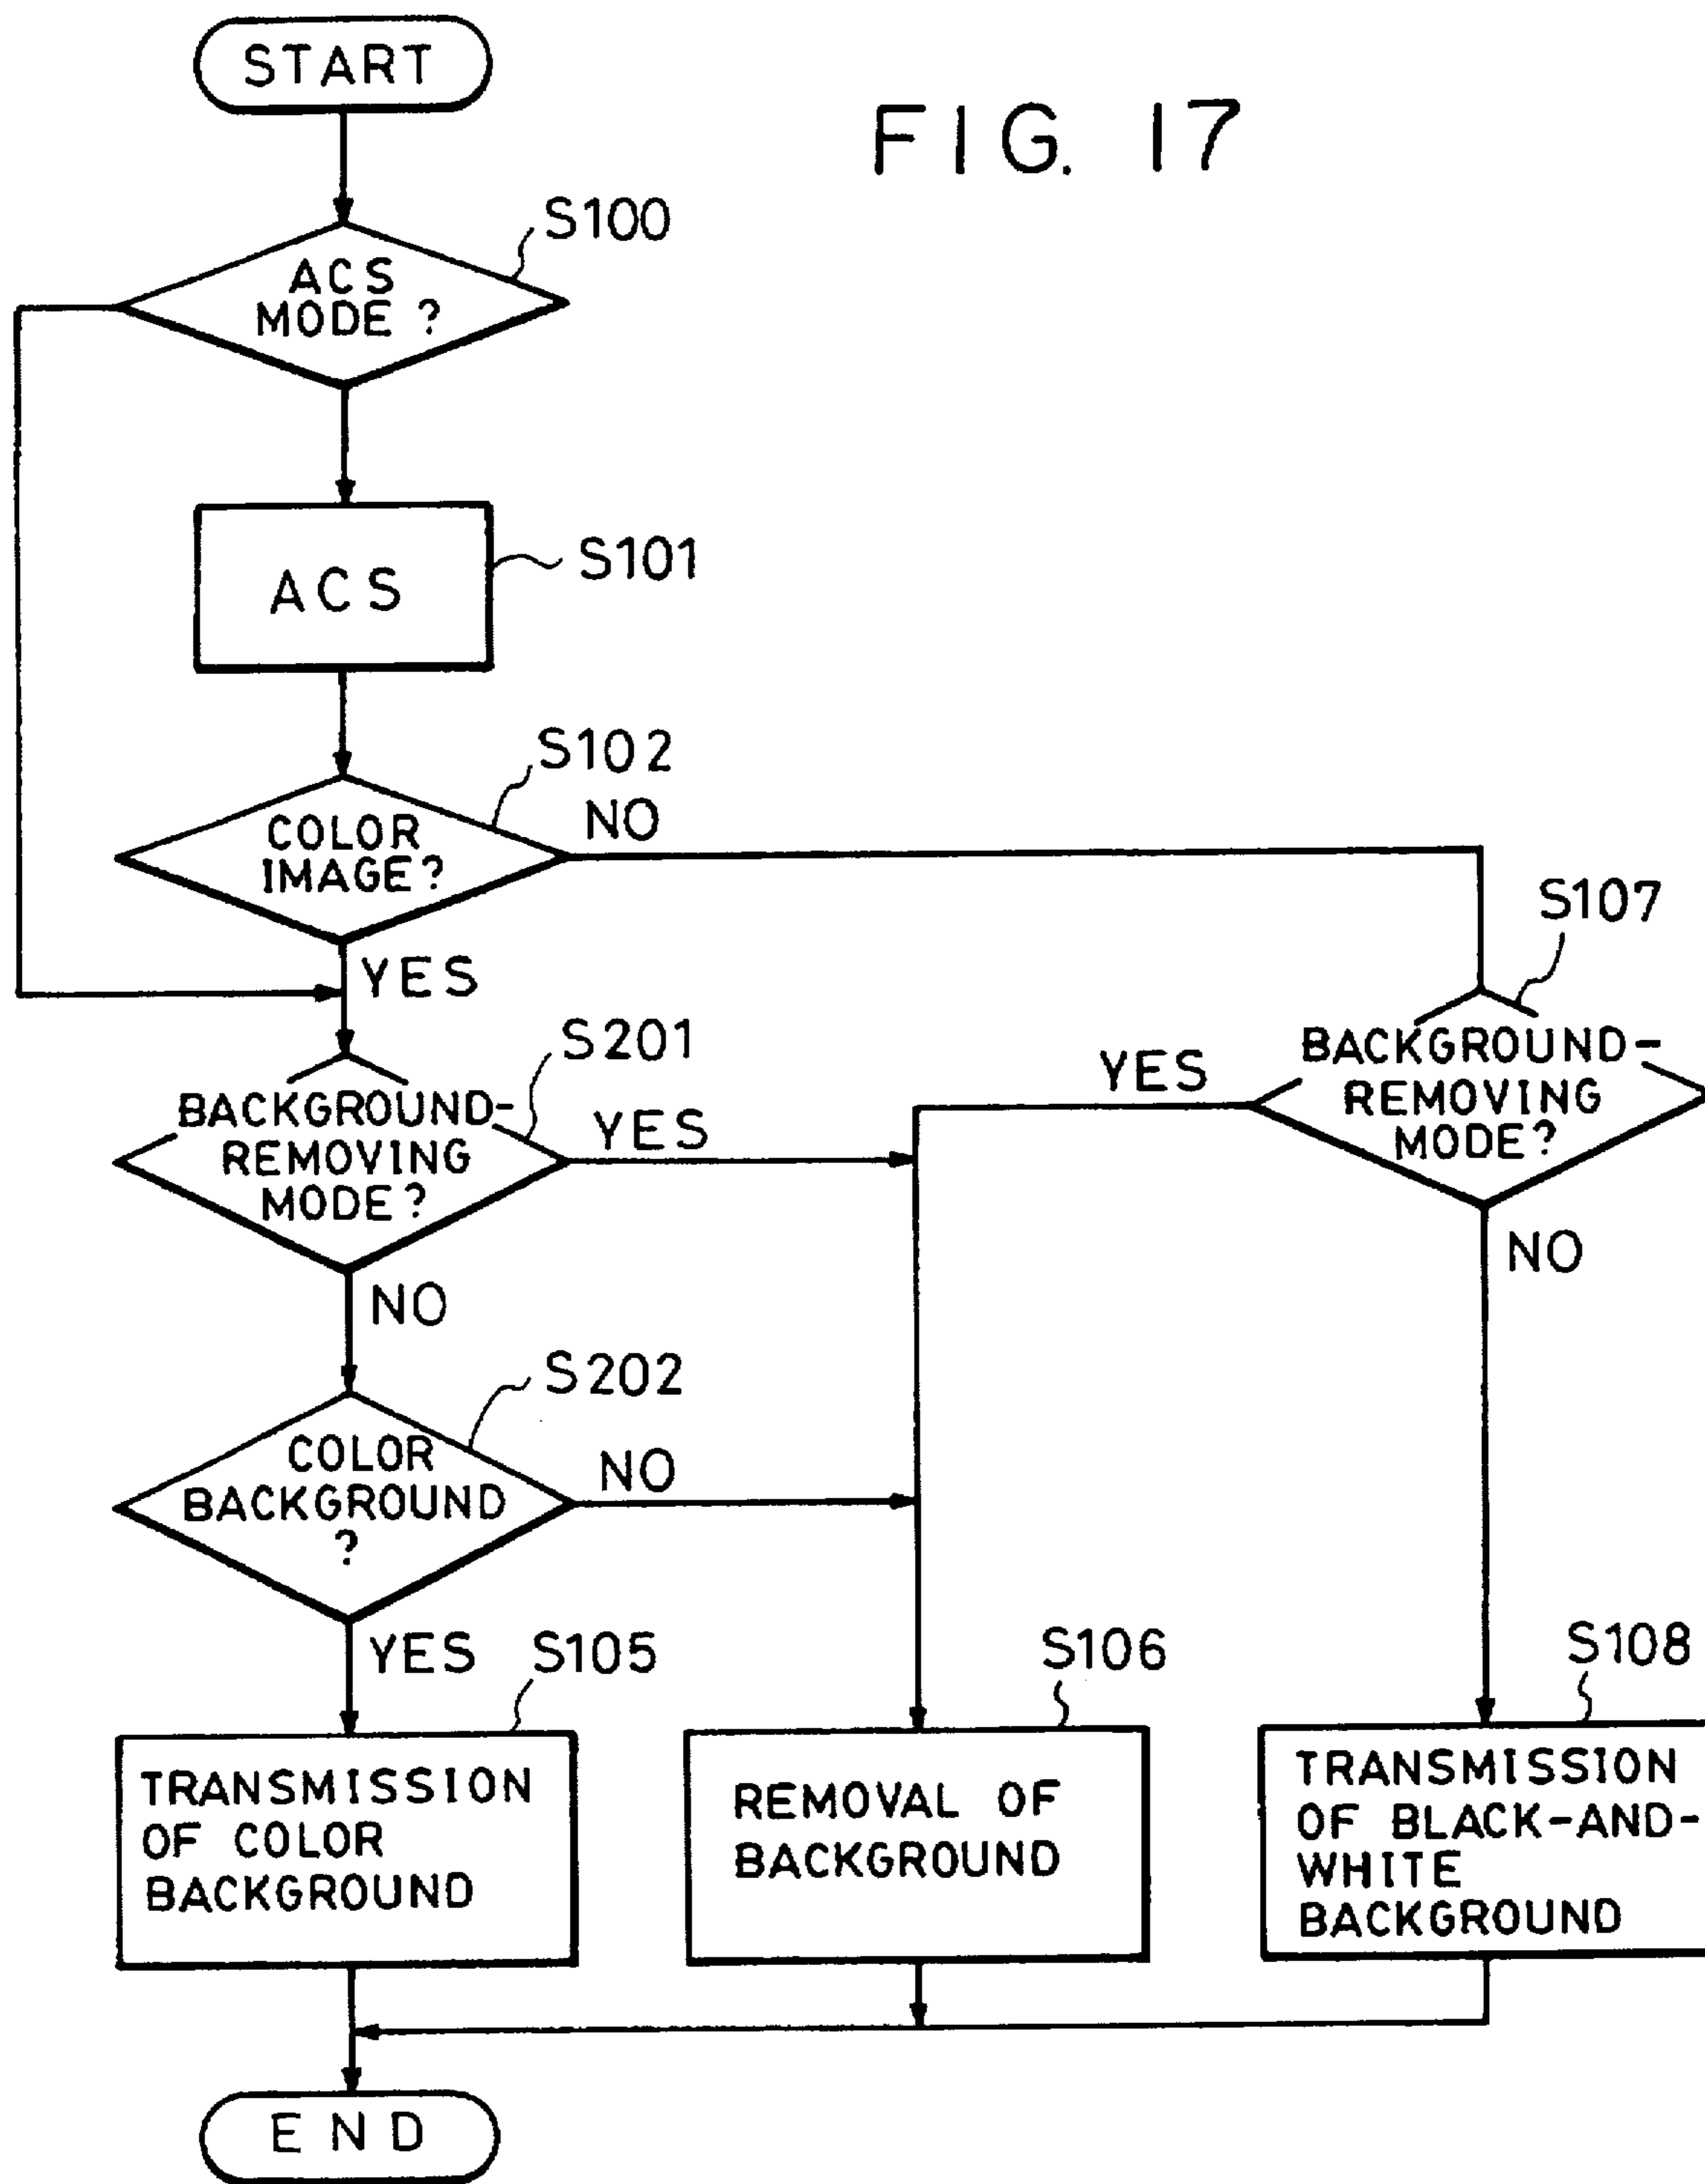 START
FIG. 17
S100
ACS
MODE ?
ACS
S101
S102
COLOR
IMAGE?
NO
YES
S107
BACKGROUND-
REMOVING
MODE?
YES
NO
S201
BACKGROUND-
REMOVING
MODE?
YES
NO
S202
COLOR
BACKGROUND
?
NO
YES
S105
TRANSMISSION
OF COLOR
BACKGROUND
S106
REMOVAL OF
BACKGROUND
S108
TRANSMISSION
OF BLACK-AND-
WHITE
BACKGROUND
END